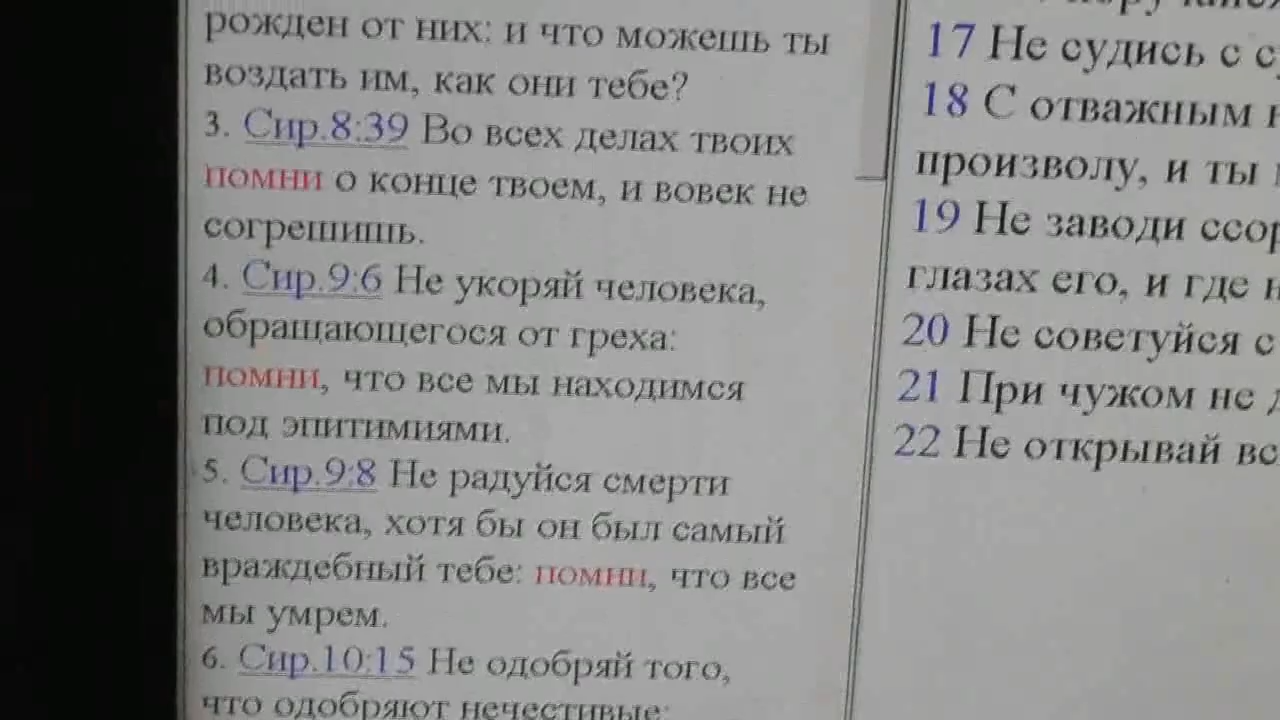 рожден от них: и что можешь ты
воздать им, как они тебе?
3. Сир.8:39 Во всех делах твоих
помни о конце твоем, и вовек не
согрешишь.
4. Сир.9:6 Не укоряй человека,
обращающегося от греха:
помни, что все мы находимся
под эпитимиями.
5. Сир.9:8 Не радуйся смерти
человека, хотя бы он был самый
враждебный тебе: помни, что все
мы умрем.
6. Сир.10:15 Не одобряй того,
что одобряют нечестивые:
17 Не судись с
18 С отважным
произволу, и ты
19 Не заводи
глазах его, и где
20 Не советуйся с
21 При чужом не
22 Не открывай